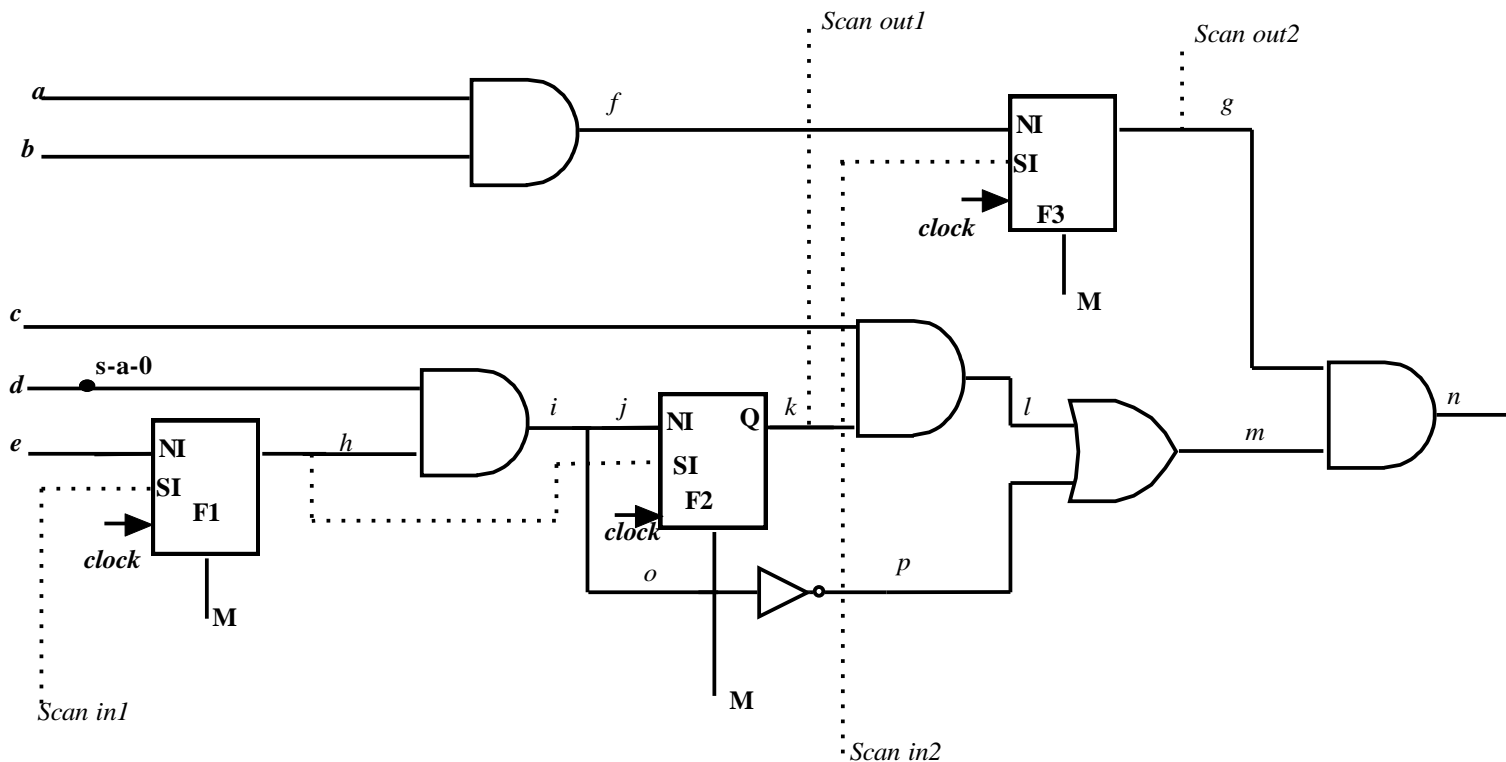 Scan out1
Scan out2
a
f
g
NI
b
SI
F3
clock
M
c
s-a-0
d
i
j
NI
Q
k
l
n
m
e
NI
h
SI
SI
F1
F2
clock
clock
o
p
M
M
Scan in1
Scan in2